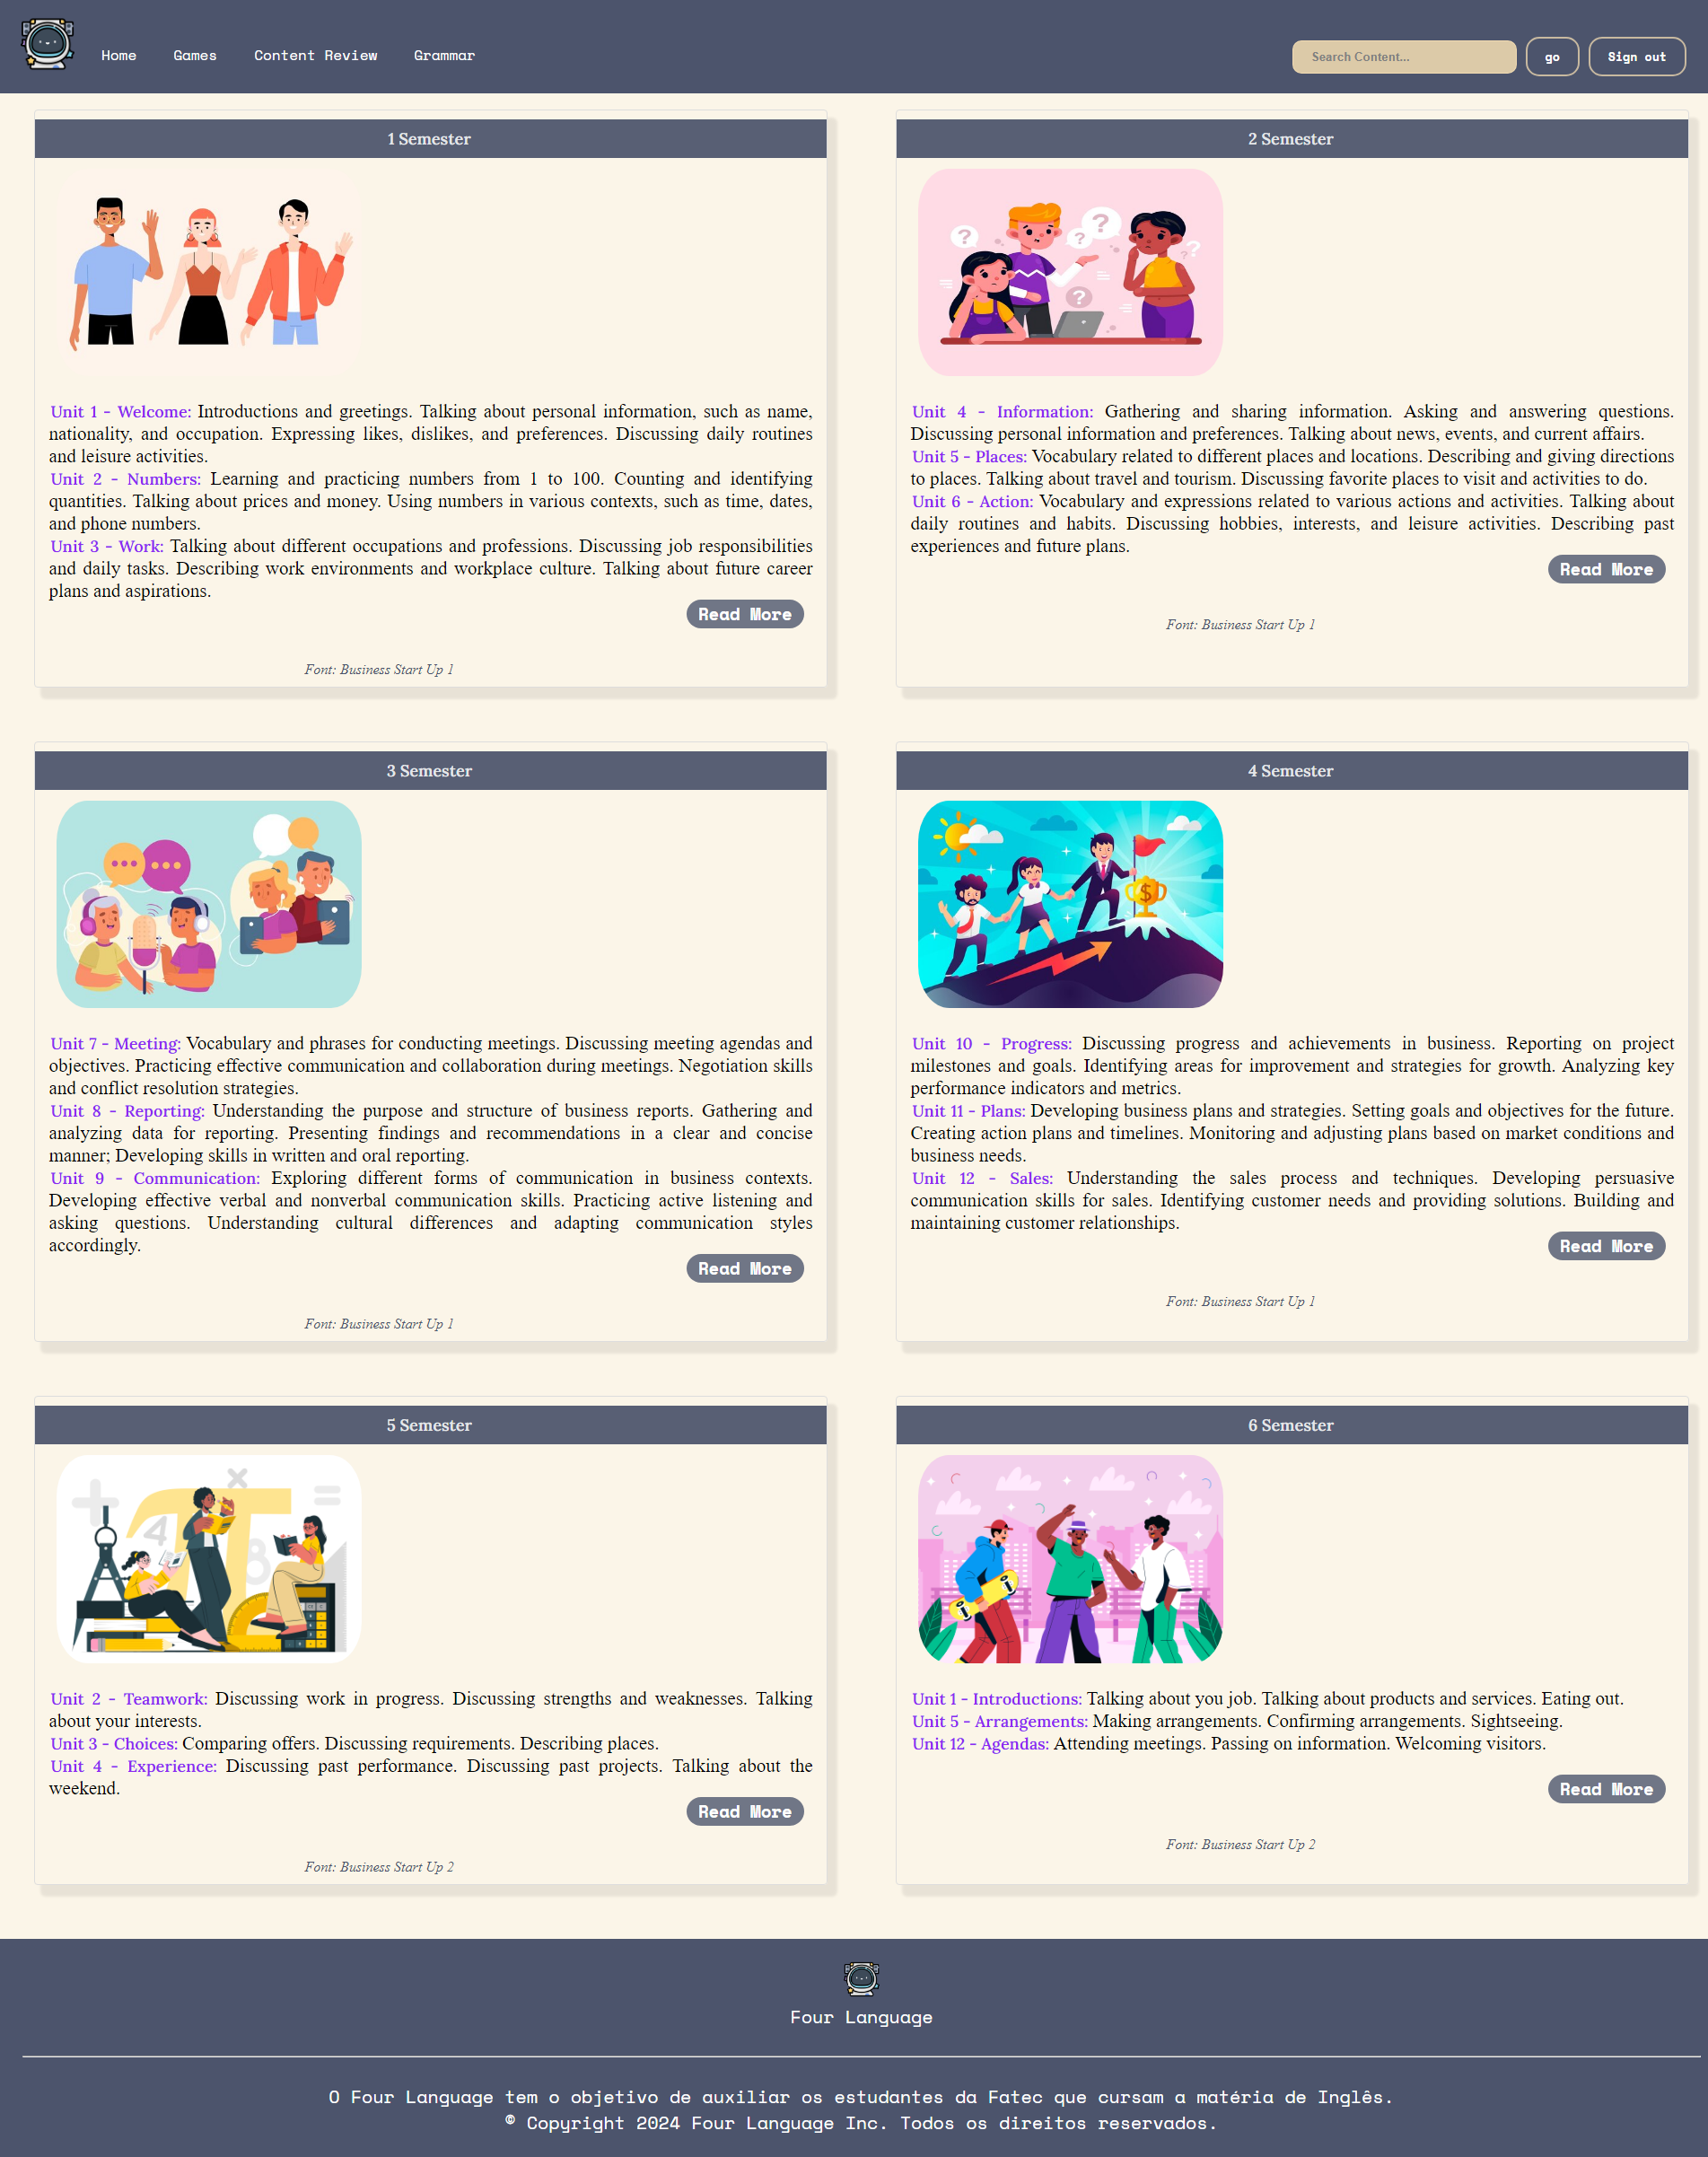 Home Games Content Review Grammar Search Content... go Sign out
1 Semester
Unit 1 - Welcome: Introductions and greetings. Talking about personal information, such as name,
nationality, and occupation. Expressing likes, dislikes, and preferences. Discussing daily routines
and leisure activities.
Unit 2 - Numbers: Learning and practicing numbers from 1 to 100. Counting and identifying
quantities. Talking about prices and money. Using numbers in various contexts, such as time, dates,
and phone numbers.
Unit 3 - Work: Talking about different occupations and professions. Discussing job responsibilities
and daily tasks. Describing work environments and workplace culture. Talking about future career
plans and aspirations.
Read More
Font: Business Start Up 1
2 Semester
? ? ? ? ? ?
Unit 4 - Information: Gathering and sharing information. Asking and answering questions.
Discussing personal information and preferences. Talking about news, events, and current affairs.
Unit 5 - Places: Vocabulary related to different places and locations. Describing and giving directions
to places. Talking about travel and tourism. Discussing favorite places to visit and activities to do.
Unit 6 - Action: Vocabulary and expressions related to various actions and activities. Talking about
daily routines and habits. Discussing hobbies, interests, and leisure activities. Describing past
experiences and future plans.
Read More
Font: Business Start Up 1
3 Semester
Unit 7 - Meeting: Vocabulary and phrases for conducting meetings. Discussing meeting agendas and
objectives. Practicing effective communication and collaboration during meetings. Negotiation skills
and conflict resolution strategies.
Unit 8 - Reporting: Understanding the purpose and structure of business reports. Gathering and
analyzing data for reporting. Presenting findings and recommendations in a clear and concise
manner; Developing skills in written and oral reporting.
Unit 9 - Communication: Exploring different forms of communication in business contexts.
Developing effective verbal and nonverbal communication skills. Practicing active listening and
asking questions. Understanding cultural differences and adapting communication styles
accordingly.
Read More
Font: Business Start Up 1
4 Semester
$
Unit 10 - Progress: Discussing progress and achievements in business. Reporting on project
milestones and goals. Identifying areas for improvement and strategies for growth. Analyzing key
performance indicators and metrics.
Unit 11 - Plans: Developing business plans and strategies. Setting goals and objectives for the future.
Creating action plans and timelines. Monitoring and adjusting plans based on market conditions and
business needs.
Unit 12 - Sales: Understanding the sales process and techniques. Developing persuasive
communication skills for sales. Identifying customer needs and providing solutions. Building and
maintaining customer relationships.
Read More
Font: Business Start Up 1
5 Semester
+ × =
4 π 8
Unit 2 - Teamwork: Discussing work in progress. Discussing strengths and weaknesses. Talking
about your interests.
Unit 3 - Choices: Comparing offers. Discussing requirements. Describing places.
Unit 4 - Experience: Discussing past performance. Discussing past projects. Talking about the
weekend.
Read More
Font: Business Start Up 2
6 Semester
Unit 1 - Introductions: Talking about you job. Talking about products and services. Eating out.
Unit 5 - Arrangements: Making arrangements. Confirming arrangements. Sightseeing.
Unit 12 - Agendas: Attending meetings. Passing on information. Welcoming visitors.
Read More
Font: Business Start Up 2
Four Language
O Four Language tem o objetivo de auxiliar os estudantes da Fatec que cursam a matéria de Inglês.
© Copyright 2024 Four Language Inc. Todos os direitos reservados.